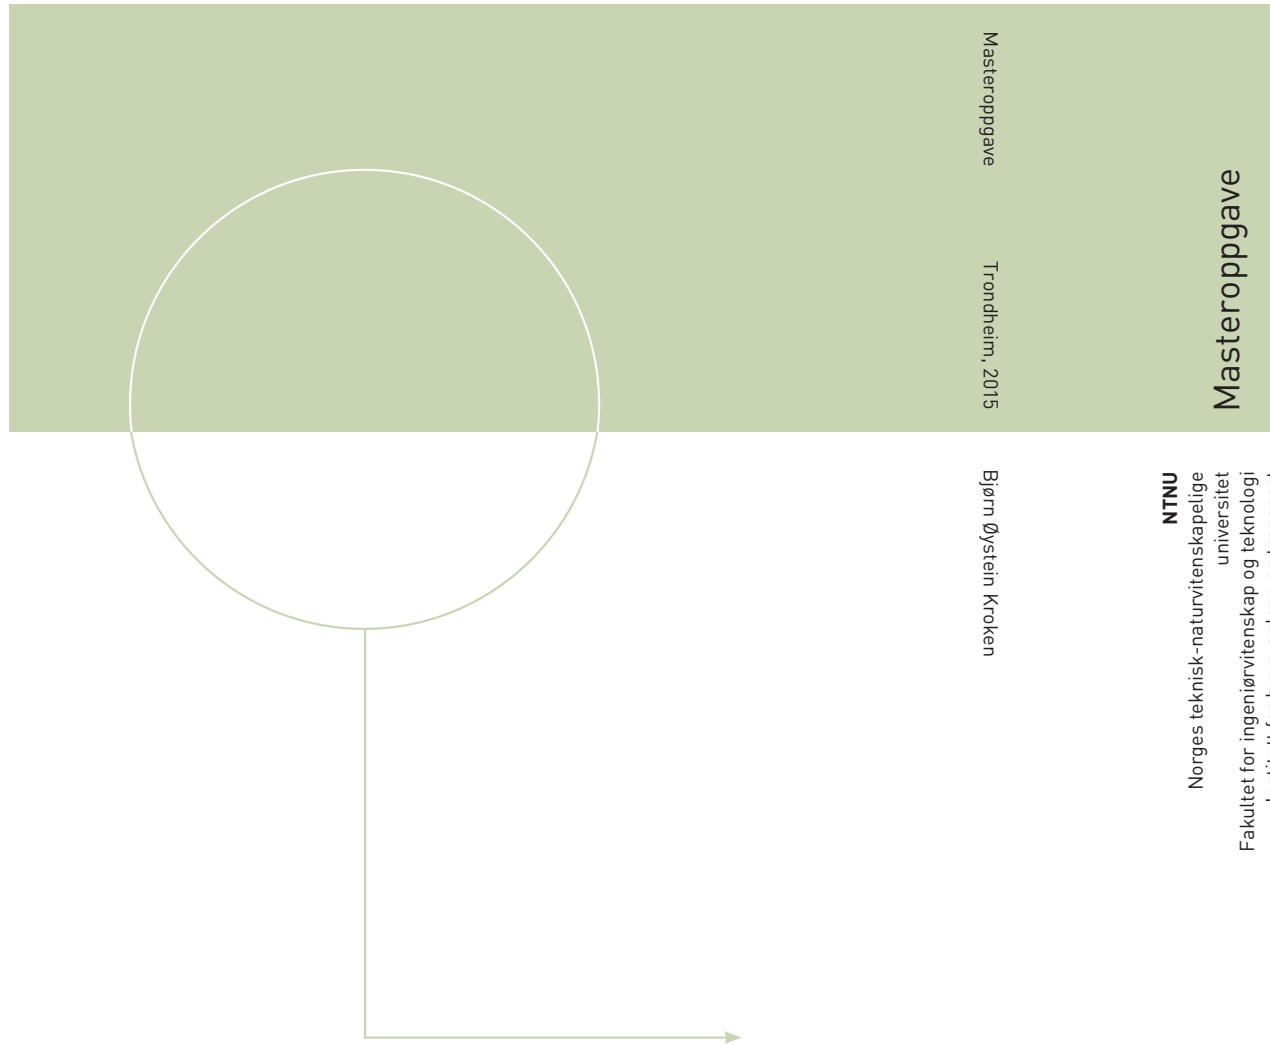 Masteroppgave
Trondheim, 2015
Bjørn Øystein Kroken
Masteroppgave
NTNU
Norges teknisk-naturvitenskapelige
universitet
Fakultet for ingeniørvitenskap og teknologi